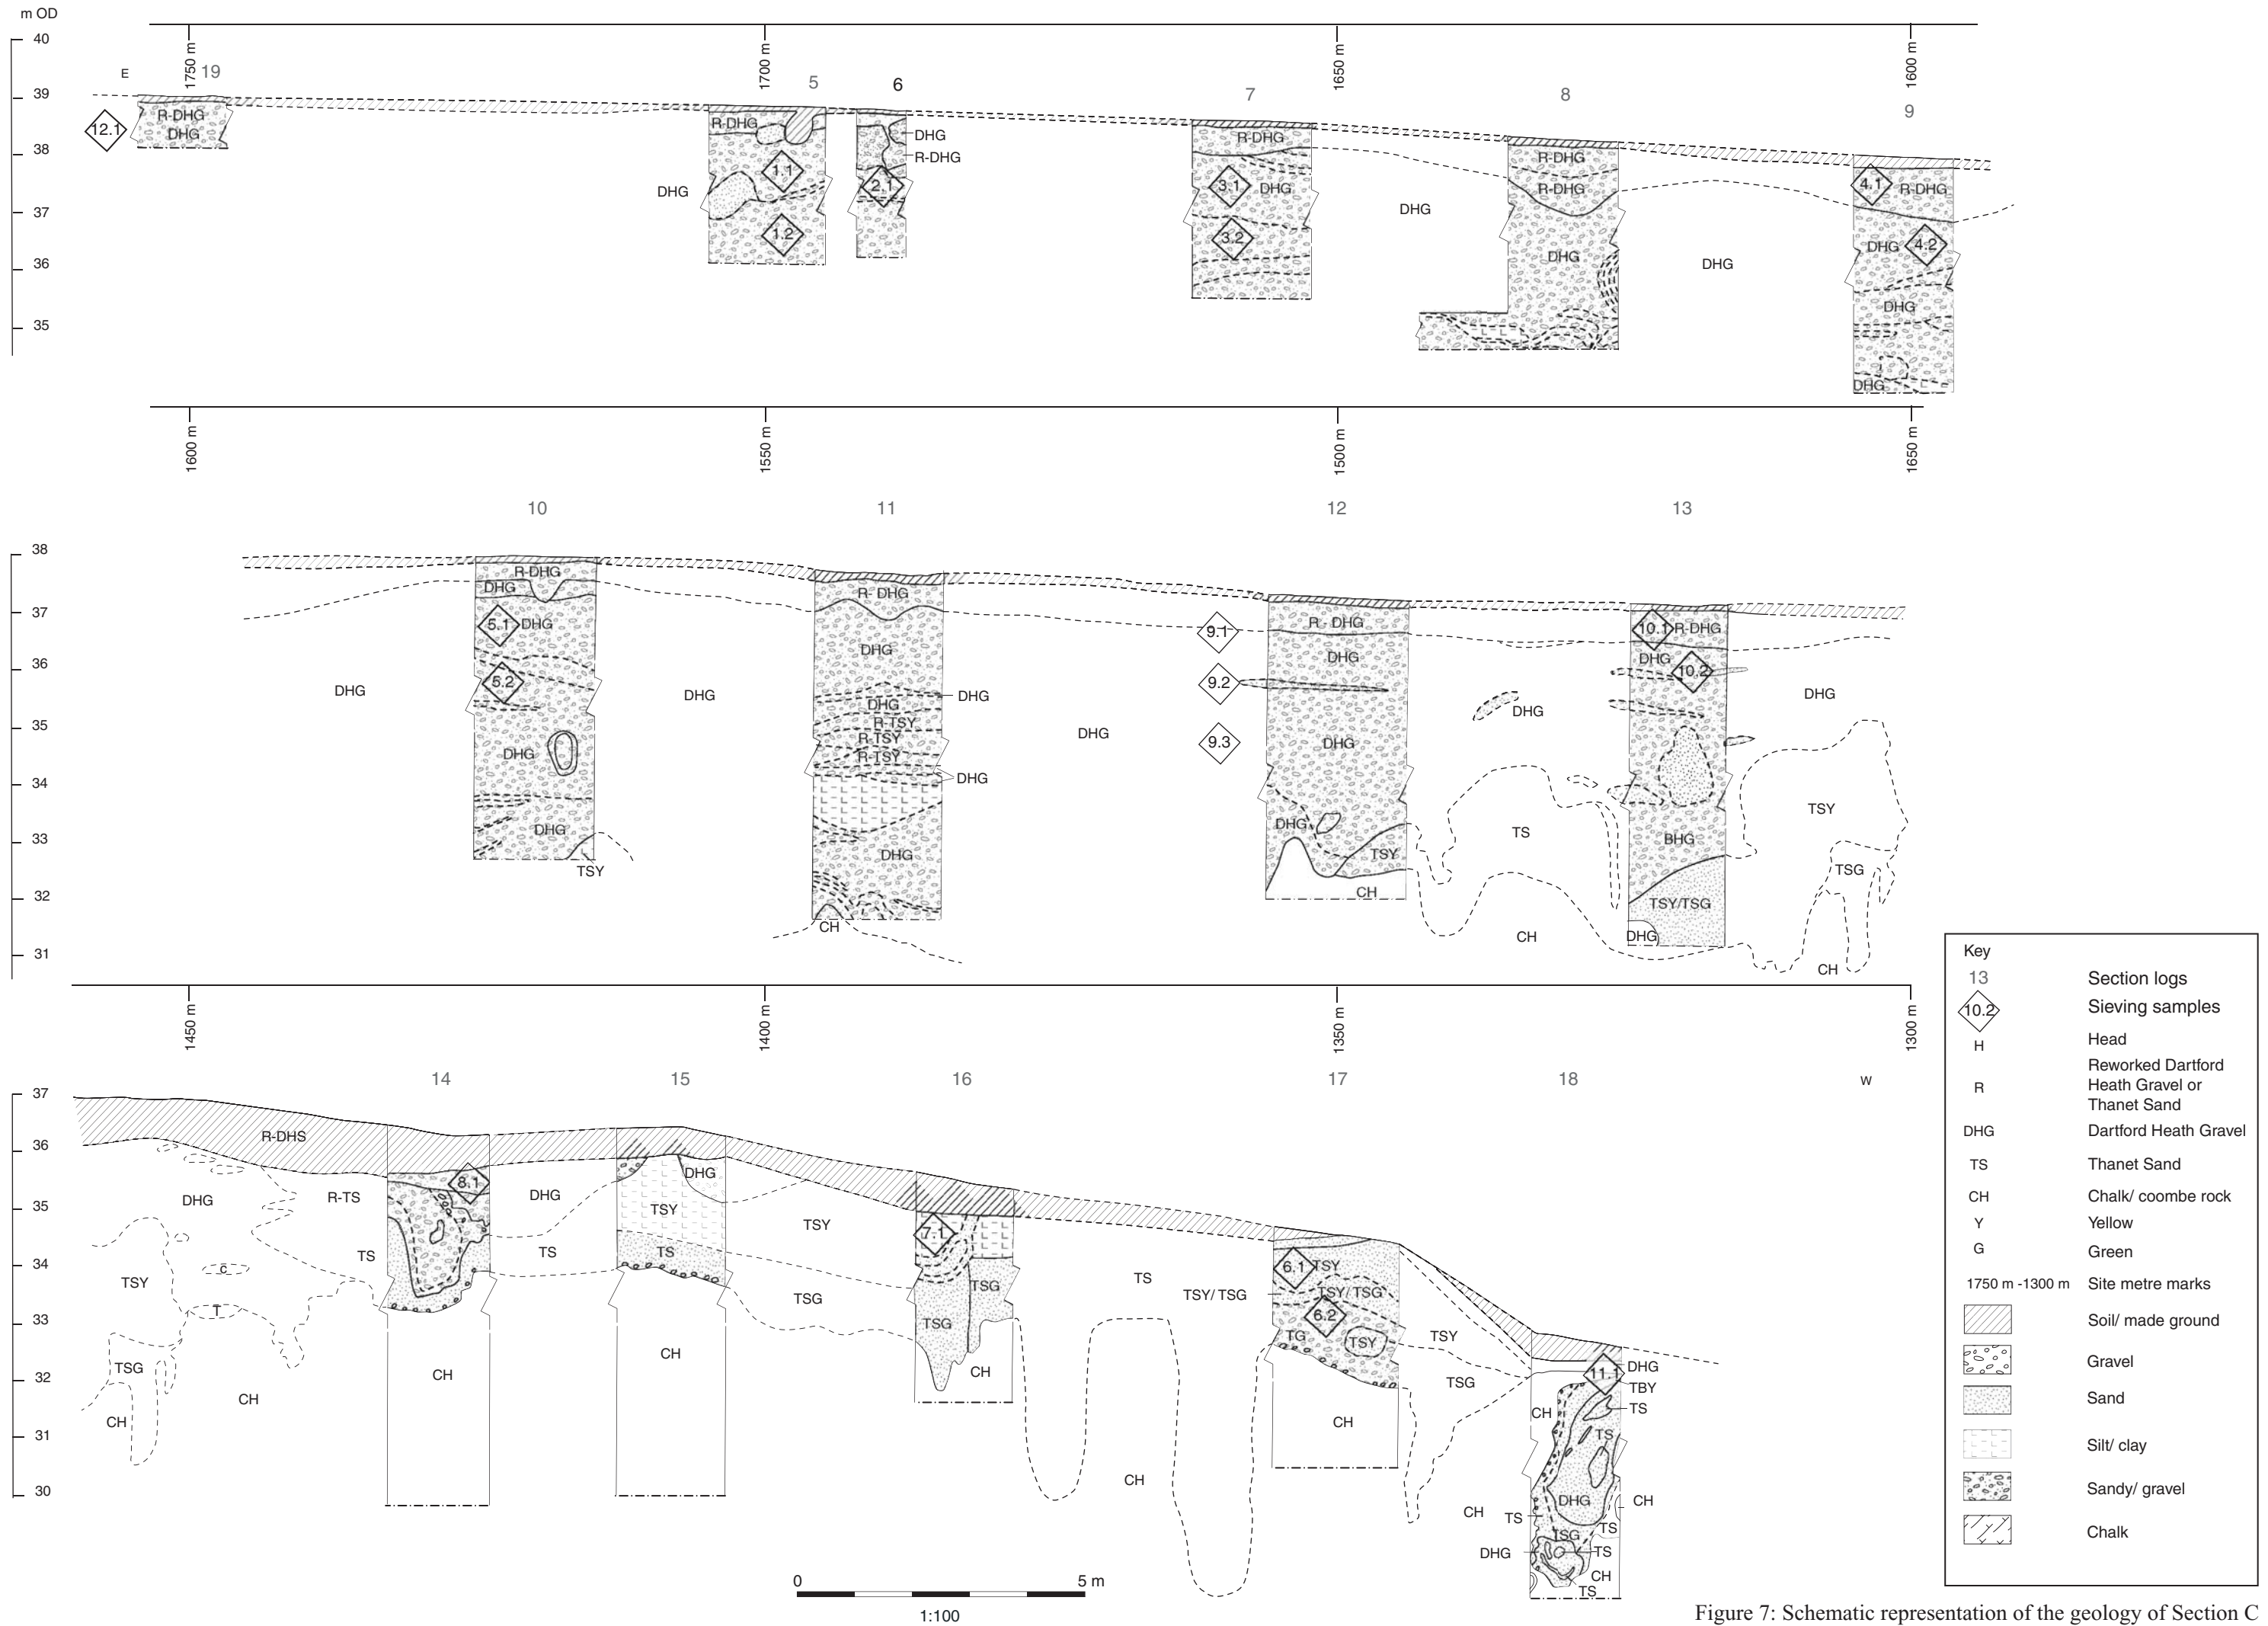 m OD
40
39
38
37
36
35
1750 m
1700 m
1650 m
1600 m
E
19
5
6
7
8
9
12.1
R-DHG
DHG
DHG
R-DHG
1.1
1.2
DHG
R-DHG
2.1
R-DHG
3.1
DHG
3.2
DHG
R-DHG
R-DHG
DHG
DHG
4.1
R-DHG
DHG
4.2
DHG
DHG
1600 m
1550 m
1500 m
1650 m
10
11
12
13
38
37
36
35
34
33
32
31
DHG
R-DHG
DHG
5.1
DHG
5.2
DHG
DHG
TSY
DHG
R- DHG
DHG
DHG
DHG
R-TSY
R-TSY
R-TSY
DHG
DHG
CH
DHG
9.1
9.2
9.3
R - DHG
DHG
DHG
DHG
TSY
CH
DHG
TS
CH
10.1
R-DHG
DHG
10.2
BHG
TSY/TSG
DHG
DHG
TSY
TSG
CH
1450 m
1400 m
1350 m
1300 m
14
15
16
17
18
W
37
36
35
34
33
32
31
30
R-DHS
DHG
R-TS
TS
TSY
c
T
TSG
CH
CH
8.1
CH
DHG
TS
DHG
TSY
TS
CH
TSY
TSG
7.1
TSG
TSG
CH
TS
TSY/ TSG
CH
6.1
TSY
TSY/ TSG
6.2
TG
TSY
CH
TSY
TSG
11.1
DHG
TBY
TS
CH
TS
DHG
CH
CH
TS
TS
TSG
DHG
TS
CH
TS
0
5 m
1:100
Key
13 Section logs
10.2 Sieving samples
H Head
R Reworked Dartford
Heath Gravel or
Thanet Sand
DHG Dartford Heath Gravel
TS Thanet Sand
CH Chalk/ coombe rock
Y Yellow
G Green
1750 m -1300 m Site metre marks
Soil/ made ground
Gravel
Sand
Silt/ clay
Sandy/ gravel
Chalk
Figure 7: Schematic representation of the geology of Section C